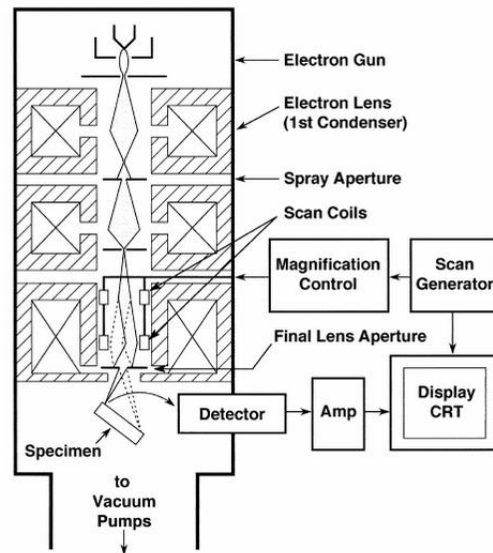 Electron Gun
Electron Lens
(1st Condenser)
Spray Aperture
Scan Coils
Magnification
Control
Scan
Generator
Final Lens Aperture
Display
CRT
Detector
Amp
Specimen
to
Vacuum
Pumps